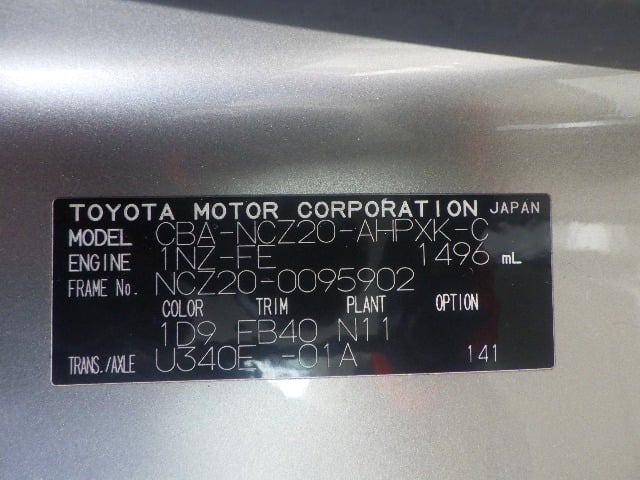 TOYOTA MOTOR CORPORATION JAPAN
MODEL CBA-NCZ20-AHPXK-C
ENGINE 1NZ-FE 1496 mL
FRAME No. NCZ20-0095902
COLOR TRIM PLANT OPTION
1D9 FB40 N11
TRANS./AXLE U340E -01A 141